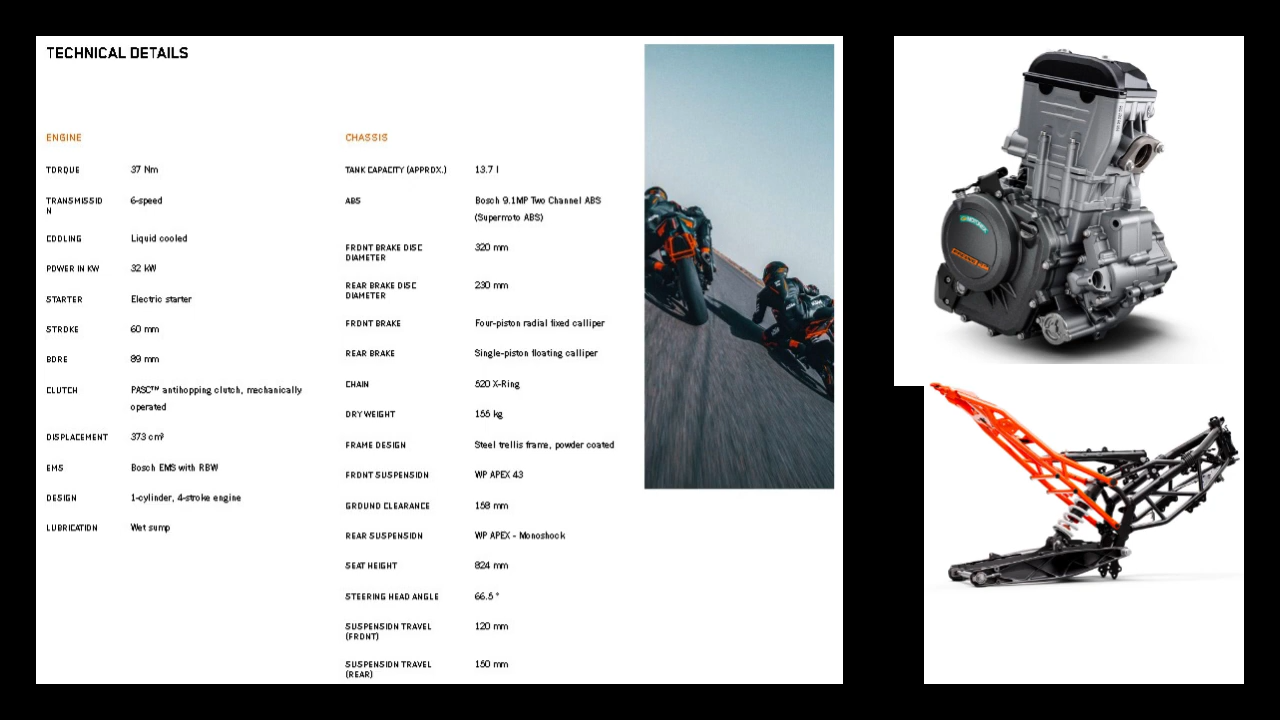 TECHNICAL DETAILS
ENGINE
TORQUE 37 Nm
TRANSMISSIO
N 6-speed
COOLING Liquid cooled
POWER IN KW 32 kW
STARTER Electric starter
STROKE 60 mm
BORE 89 mm
CLUTCH PASC™ antihopping clutch, mechanically
operated
DISPLACEMENT 373 cm³
EMS Bosch EMS with RBW
DESIGN 1-cylinder, 4-stroke engine
LUBRICATION Wet sump
CHASSIS
TANK CAPACITY (APPROX.) 13.7 l
ABS Bosch 9.1MP Two Channel ABS
(Supermoto ABS)
FRONT BRAKE DISC
DIAMETER 320 mm
REAR BRAKE DISC
DIAMETER 230 mm
FRONT BRAKE Four-piston radial fixed calliper
REAR BRAKE Single-piston floating calliper
CHAIN 520 X-Ring
DRY WEIGHT 155 kg
FRAME DESIGN Steel trellis frame, powder coated
FRONT SUSPENSION WP APEX 43
GROUND CLEARANCE 158 mm
REAR SUSPENSION WP APEX - Monoshock
SEAT HEIGHT 824 mm
STEERING HEAD ANGLE 66.5 °
SUSPENSION TRAVEL
(FRONT) 120 mm
SUSPENSION TRAVEL
(REAR) 150 mm
MOTOREX